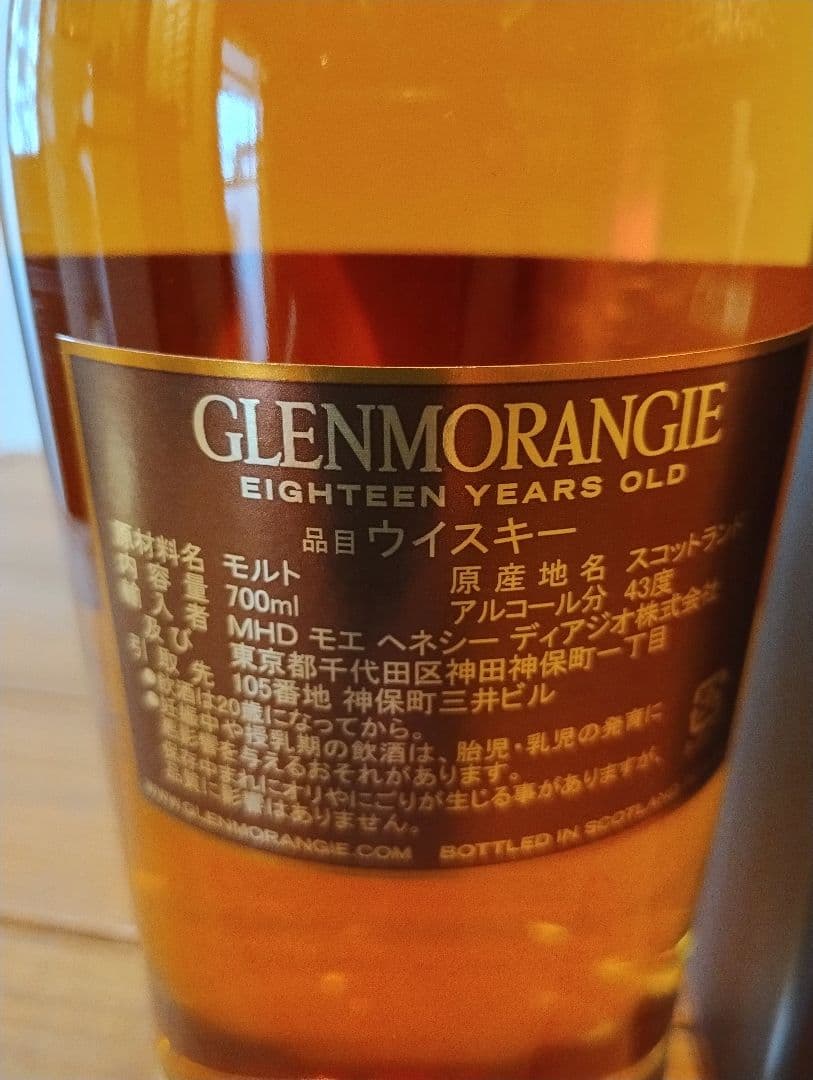 GLENMORANGIE
EIGHTEEN YEARS OLD
品目 ウイスキー
原材料名 モルト 原産地名 スコットランド
内容量 700ml アルコール分 43度
輸入者 MHD モエ ヘネシー ディアジオ株式会社
及び 東京都千代田区神田神保町一丁目
引取先 105番地 神保町三井ビル
●飲酒は20歳になってから。
●妊娠中や授乳期の飲酒は、胎児・乳児の発育に
悪影響を与えるおそれがあります。
保存中まれにオリやにごりが生じる事がありますが、
品質に影響はありません。
WWW.GLENMORANGIE.COM BOTTLED IN SCOTLAND